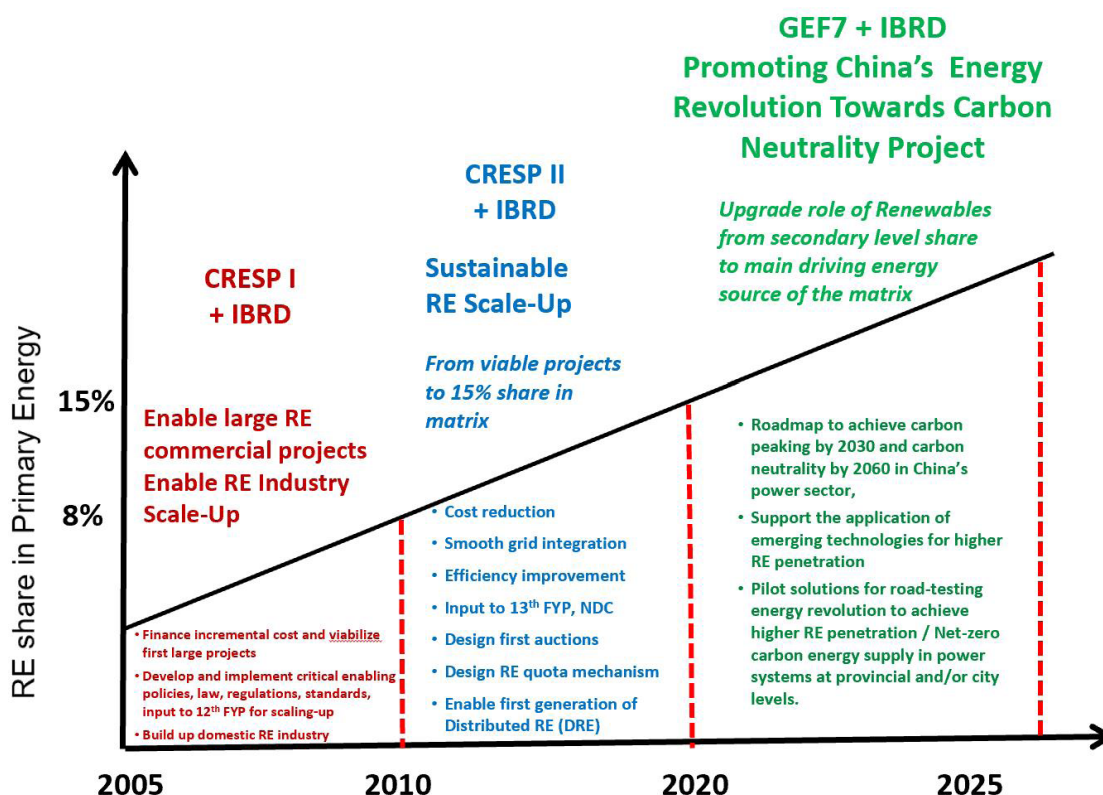 GEF7 + IBRD
Promoting China's Energy
Revolution Towards Carbon
Neutrality Project
Upgrade role of Renewables
from secondary level share
to main driving energy
source of the matrix
CRESP II
+ IBRD
Sustainable
RE Scale-Up
From viable projects
to 15% share in
matrix
CRESP I
+ IBRD
Enable large RE
commercial projects
Enable RE Industry
Scale-Up
RE share in Primary Energy
15%
8%
• Finance incremental cost and viabilize
first large projects
• Develop and implement critical enabling
policies, law, regulations, standards,
input to 12th FYP for scaling-up
• Build up domestic RE industry
• Cost reduction
• Smooth grid integration
• Efficiency improvement
• Input to 13th FYP, NDC
• Design first auctions
• Design RE quota mechanism
• Enable first generation of
Distributed RE (DRE)
• Roadmap to achieve carbon
peaking by 2030 and carbon
neutrality by 2060 in China's
power sector,
• Support the application of
emerging technologies for higher
RE penetration
• Pilot solutions for road-testing
energy revolution to achieve
higher RE penetration / Net-zero
carbon energy supply in power
systems at provincial and/or city
levels.
2005
2010
2020
2025